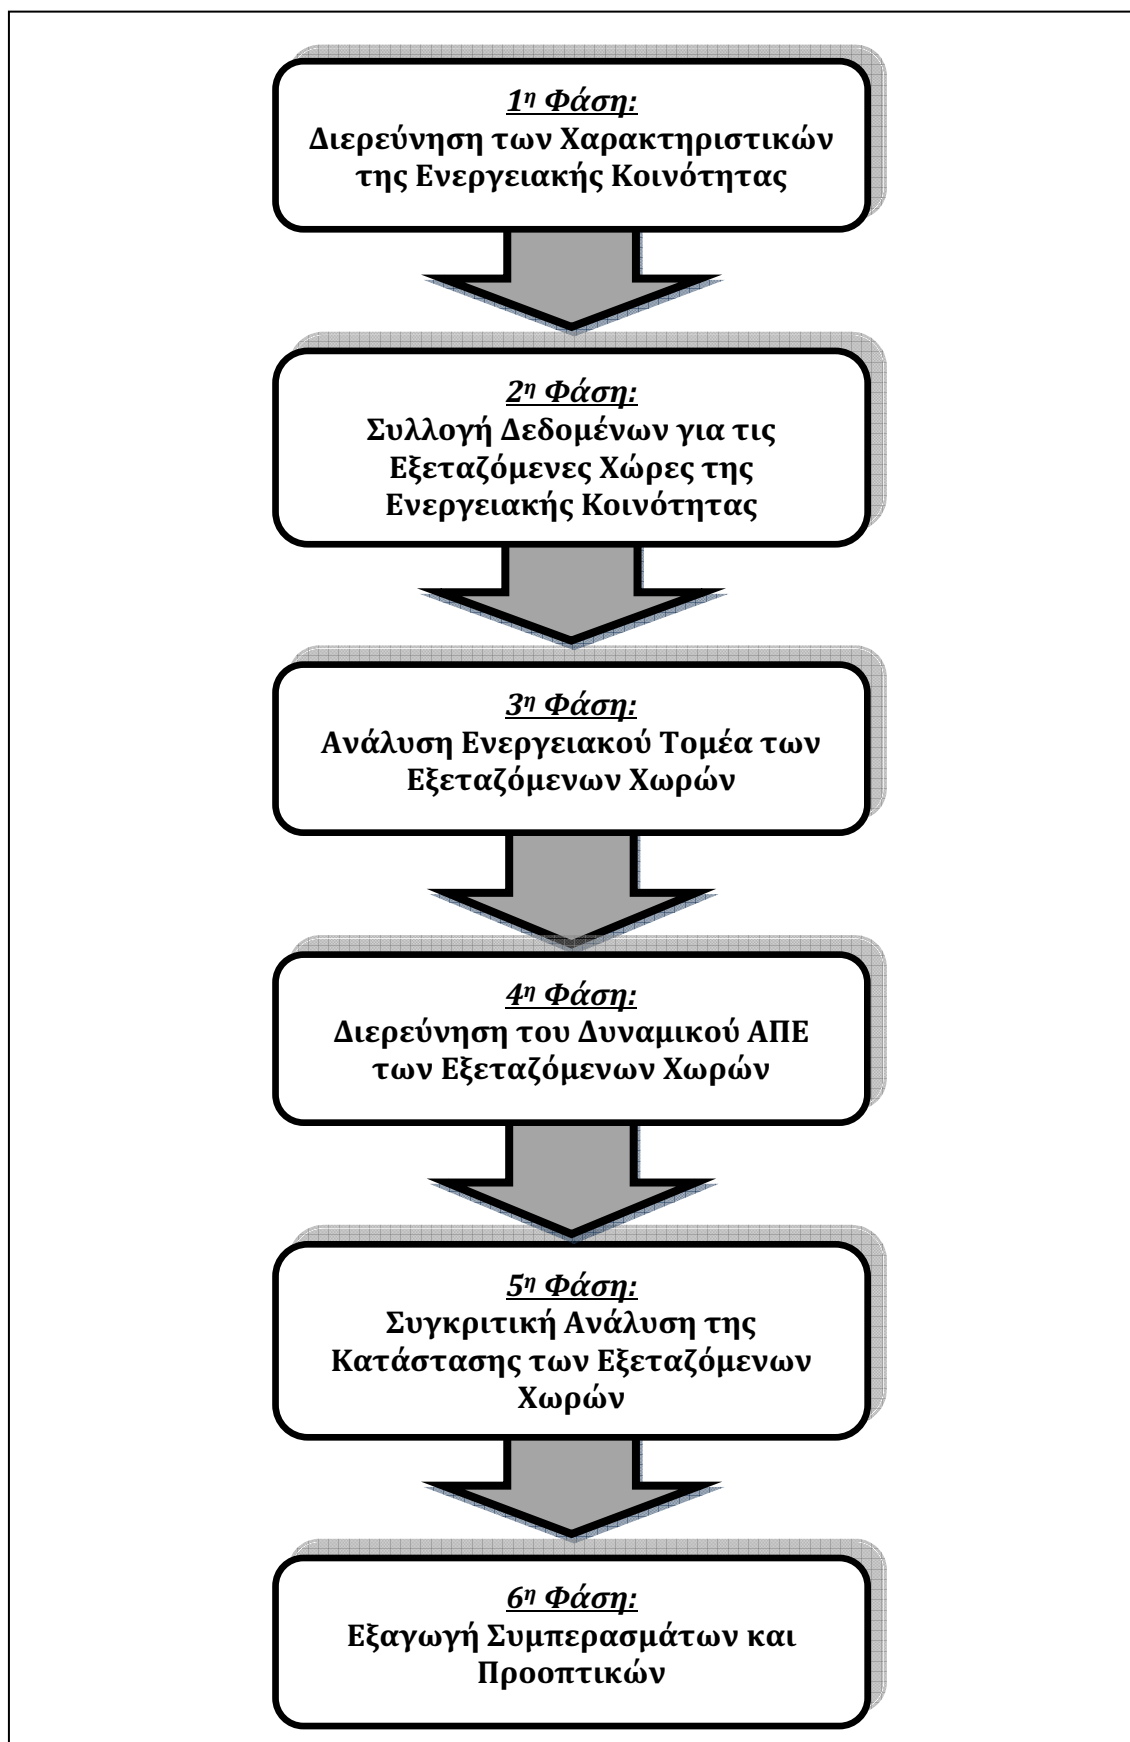 1η Φάση:
Διερεύνηση των Χαρακτηριστικών
της Ενεργειακής Κοινότητας
2η Φάση:
Συλλογή Δεδομένων για τις
Εξεταζόμενες Χώρες της
Ενεργειακής Κοινότητας
3η Φάση:
Ανάλυση Ενεργειακού Τομέα των
Εξεταζόμενων Χωρών
4η Φάση:
Διερεύνηση του Δυναμικού ΑΠΕ
των Εξεταζόμενων Χωρών
5η Φάση:
Συγκριτική Ανάλυση της
Κατάστασης των Εξεταζόμενων
Χωρών
6η Φάση:
Εξαγωγή Συμπερασμάτων και
Προοπτικών